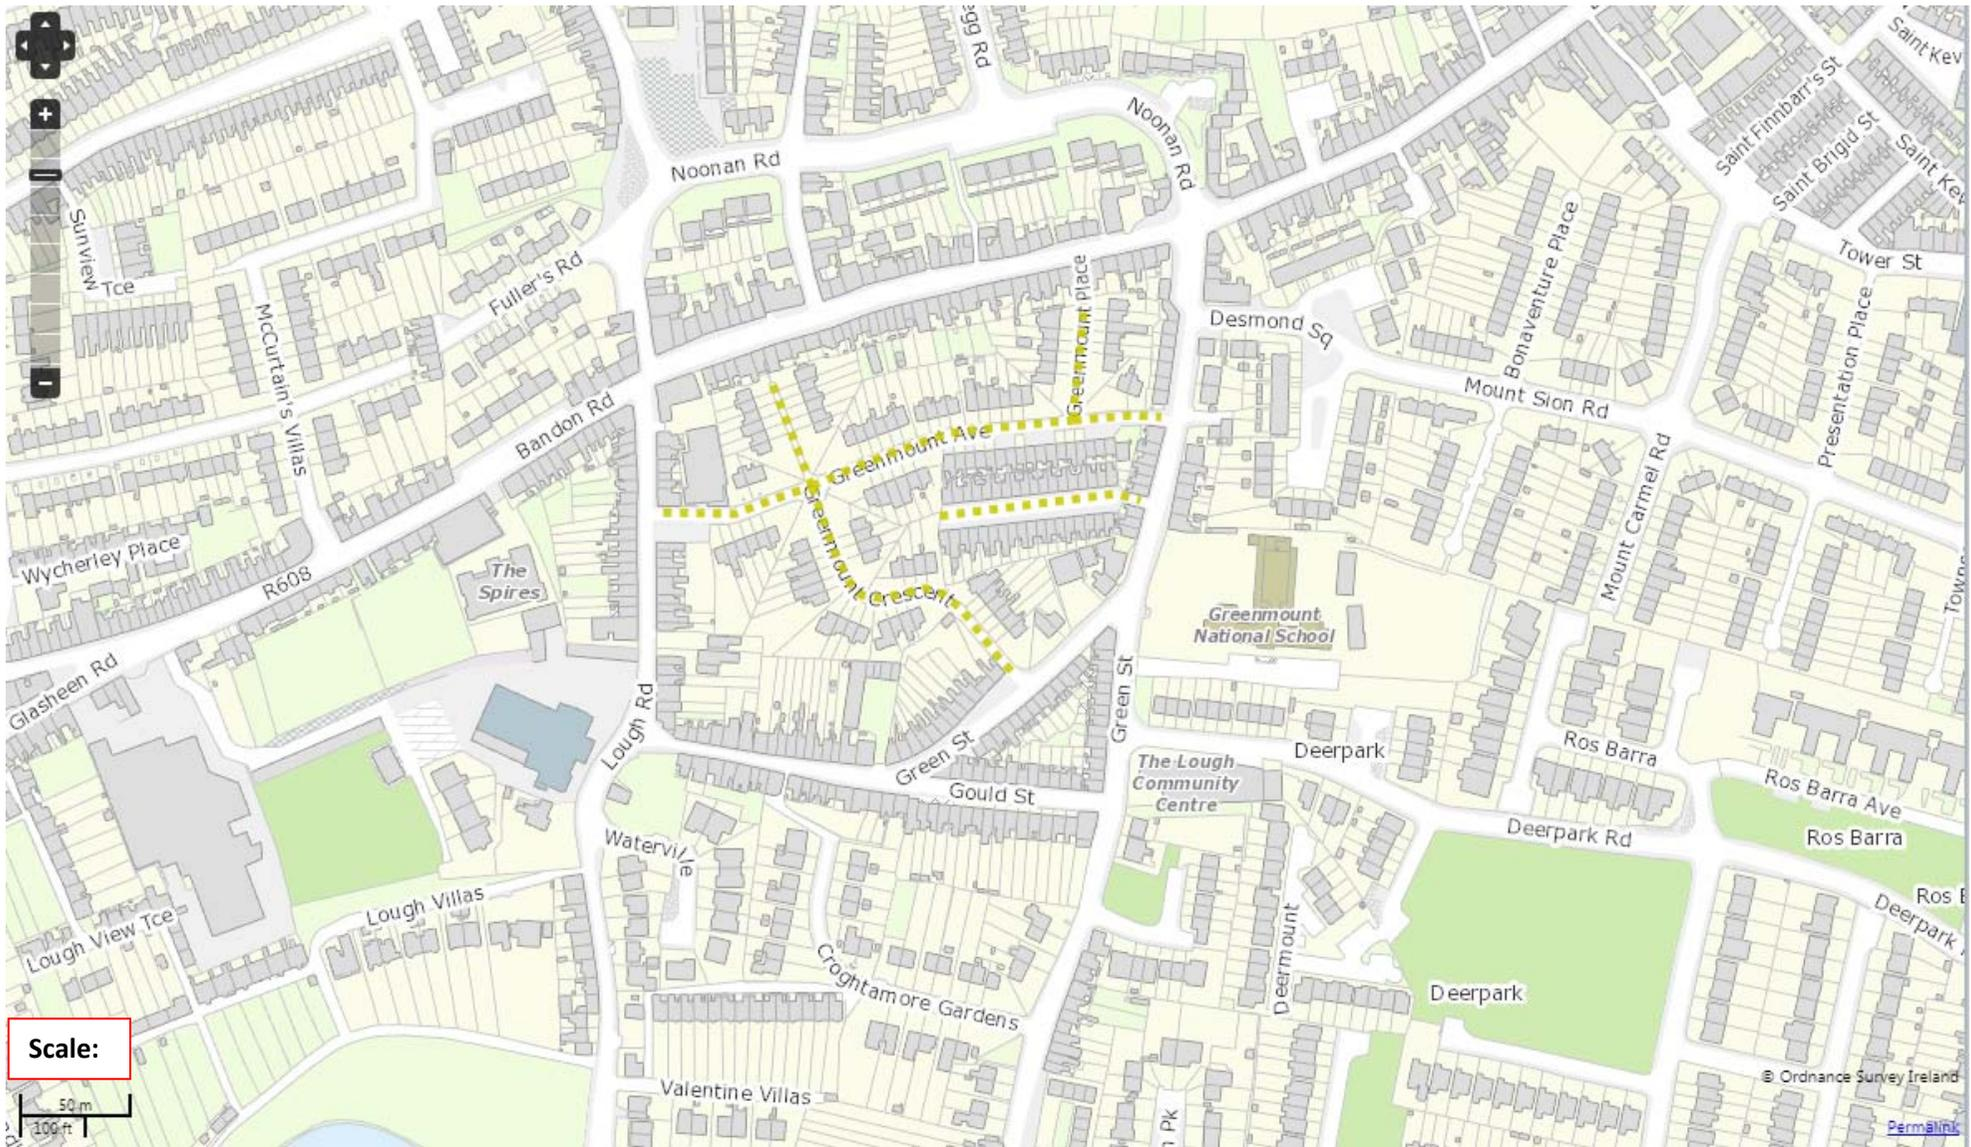 egg Rd
Saint Kev
Saint Finnbarr's St
Noonan Rd
Saint Brigid St
Saint Kev
Noonan Rd
Sunview
Tce
Fuller's Rd
Greenmount Place
Bonaventure Place
Tower St
McCurtain's Villas
Desmond Sq
Presentation Place
Mount Sion Rd
Bandon Rd
Greenmount Ave
Mount Carmel Rd
Wycherley Place
R608
The
Spires
Greenmount Crescent
Greenmount
National School
Glasheen Rd
Lough Rd
Green St
Green St
Gould St
The Lough
Community
Centre
Deerpark
Ros Barra
Ros Barra Ave
Ros Barra
Deerpark Rd
Waterville
Lough Villas
Lough View Tce
Deermount
Croghtamore Gardens
Deerpark
Deerpark
Scale:
50 m
100 ft
Valentine Villas
© Ordnance Survey Ireland
Permalink